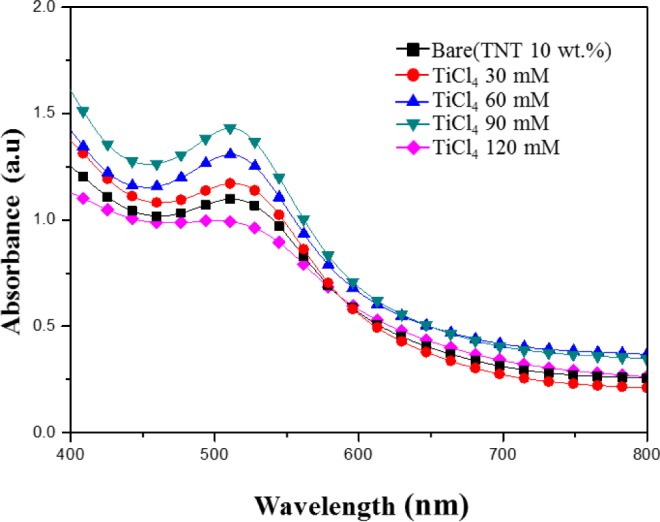 2.0
1.5
1.0
0.5
0.0
Absorbance (a.u)
Bare(TNT 10 wt.%)
TiCl₄ 30 mM
TiCl₄ 60 mM
TiCl₄ 90 mM
TiCl₄ 120 mM
400 500 600 700 800
Wavelength (nm)